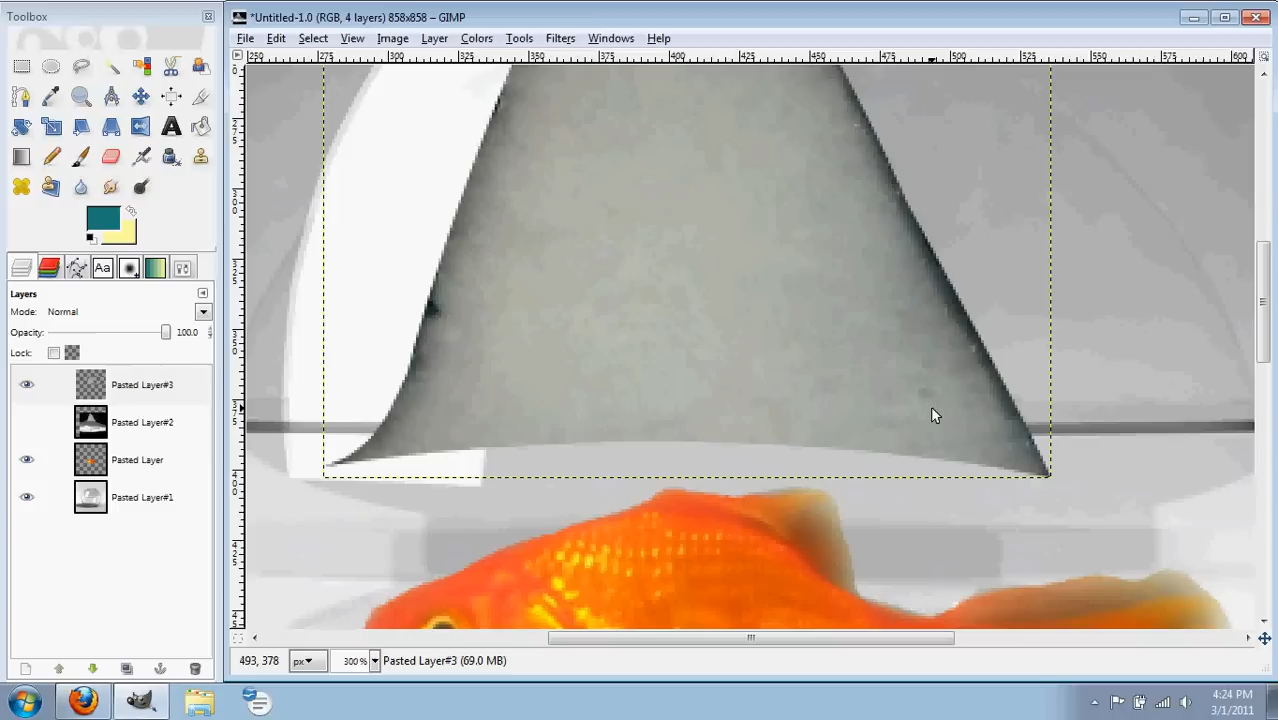 Toolbox
*Untitled-1.0 (RGB, 4 layers) 858x858 – GIMP
File Edit Select View Image Layer Colors Tools Filters Windows Help
250 275 300 325 350 375 400 425 450 475 500 525 550 575 600
Aa
Layers
Mode: Normal
Opacity: 100.0
Lock:
Pasted Layer#3
Pasted Layer#2
Pasted Layer
Pasted Layer#1
493, 378 px 300% Pasted Layer#3 (69.0 MB)
4:24 PM
3/1/2011